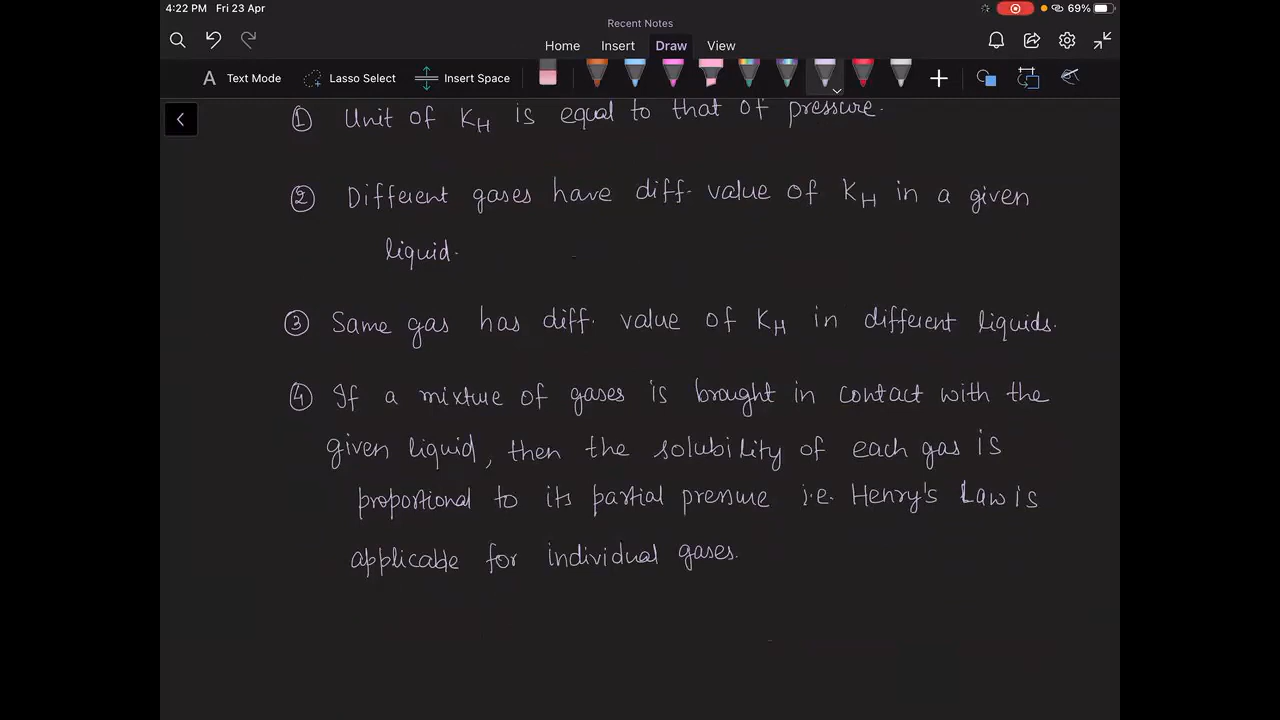 4:22 PM Fri 23 Apr
69%
Recent Notes
Home Insert Draw View
Text Mode Lasso Select Insert Space
① Unit of KH is equal to that of pressure.
② Different gases have diff. value of KH in a given
liquid.
③ Same gas has diff. value of KH in different liquids.
④ If a mixture of gases is brought in contact with the
given liquid, then the solubility of each gas is
proportional to its partial pressure i.e. Henry's Law is
applicable for individual gases.